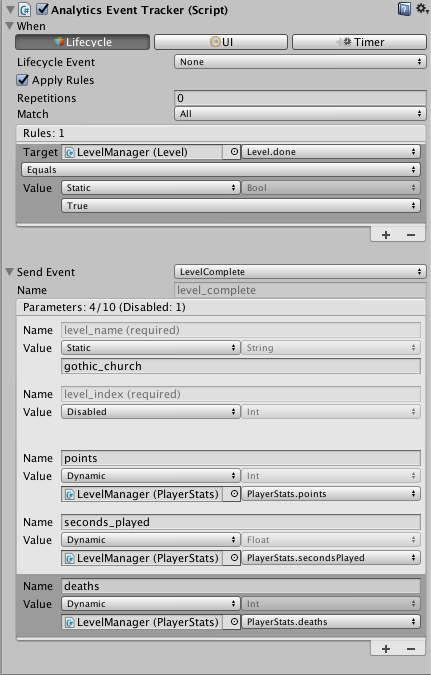 Analytics Event Tracker (Script)
When
Lifecycle UI Timer
Lifecycle Event None
Apply Rules
Repetitions 0
Match All
Rules: 1
Target LevelManager (Level) Level.done
Equals
Value Static Bool
True
+ −
Send Event LevelComplete
Name level_complete
Parameters: 4/10 (Disabled: 1)
Name level_name (required)
Value Static String
gothic_church
Name level_index (required)
Value Disabled Int
Name points
Value Dynamic Int
LevelManager (PlayerStats) PlayerStats.points
Name seconds_played
Value Dynamic Float
LevelManager (PlayerStats) PlayerStats.secondsPlayed
Name deaths
Value Dynamic Int
LevelManager (PlayerStats) PlayerStats.deaths
+ −